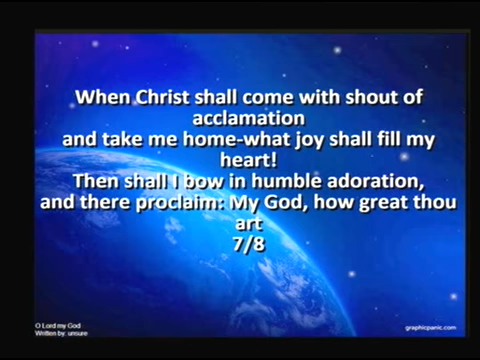 When Christ shall come with shout of
acclamation
and take me home-what joy shall fill my
heart!
Then shall I bow in humble adoration,
and there proclaim: My God, how great thou
art
7/8
O Lord my God
Written by: unsure
graphicpanic.com